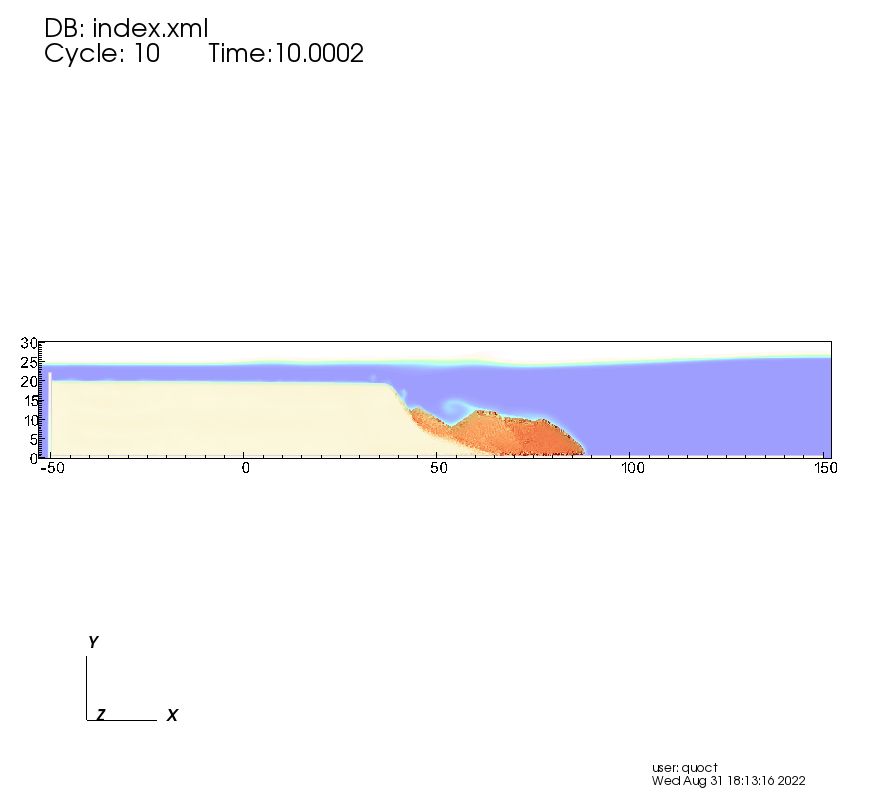 DB: index.xml
Cycle: 10 Time:10.0002
30
25
20
15
10
5
0
-50 0 50 100 150
Y
Z X
user: quoct
Wed Aug 31 18:13:16 2022